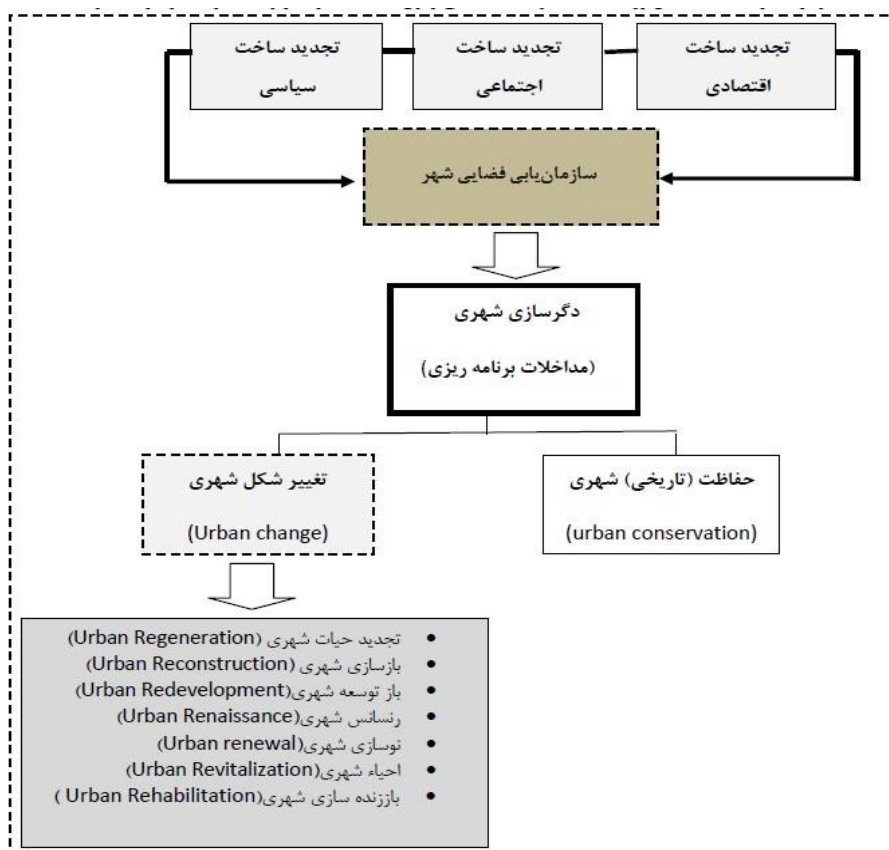 تجدید ساخت
اقتصادی
تجدید ساخت
اجتماعی
تجدید ساخت
سیاسی
سازمان‌یابی فضایی شهر
دگرسازی شهری
(مداخلات برنامه ریزی)
حفاظت (تاریخی) شهری
(urban conservation)
تغییر شکل شهری
(Urban change)
• تجدید حیات شهری (Urban Regeneration)
• بازسازی شهری (Urban Reconstruction)
• باز توسعه شهری(Urban Redevelopment)
• رنسانس شهری(Urban Renaissance)
• نوسازی شهری(Urban renewal)
• احیاء شهری(Urban Revitalization)
• باززنده سازی شهری(Urban Rehabilitation )